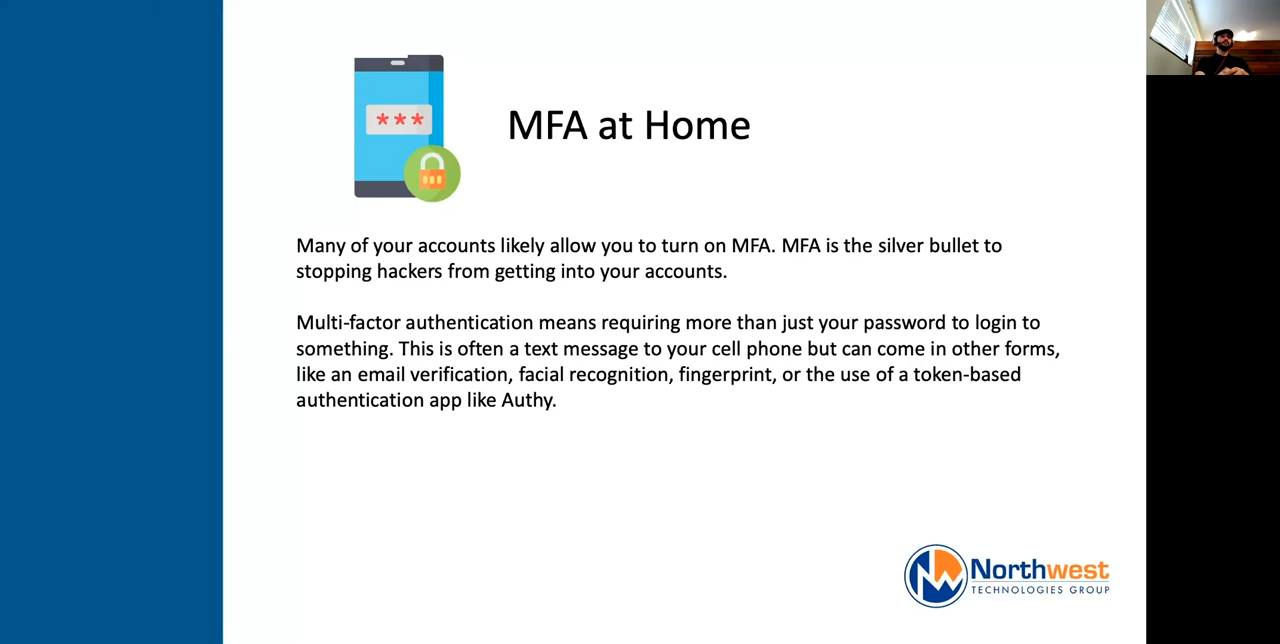 ***
MFA at Home
Many of your accounts likely allow you to turn on MFA. MFA is the silver bullet to
stopping hackers from getting into your accounts.
Multi-factor authentication means requiring more than just your password to login to
something. This is often a text message to your cell phone but can come in other forms,
like an email verification, facial recognition, fingerprint, or the use of a token-based
authentication app like Authy.
Northwest
TECHNOLOGIES GROUP